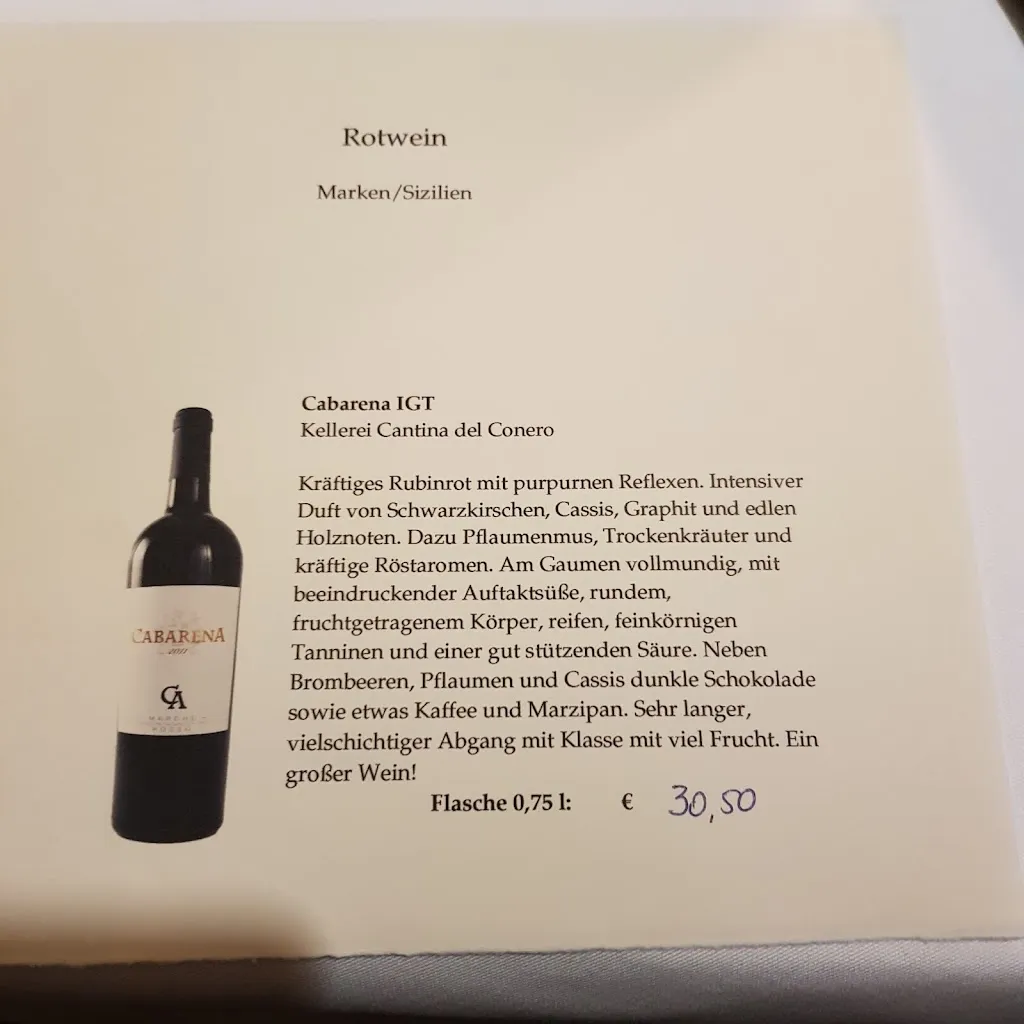 Rotwein
Marken/Sizilien
Cabarena IGT
Kellerei Cantina del Conero
Kräftiges Rubinrot mit purpurnen Reflexen. Intensiver
Duft von Schwarzkirschen, Cassis, Graphit und edlen
Holznoten. Dazu Pflaumenmus, Trockenkräuter und
kräftige Röstaromen. Am Gaumen vollmundig, mit
beeindruckender Auftaktsüße, rundem,
fruchtgetragenem Körper, reifen, feinkörnigen
Tanninen und einer gut stützenden Säure. Neben
Brombeeren, Pflaumen und Cassis dunkle Schokolade
sowie etwas Kaffee und Marzipan. Sehr langer,
vielschichtiger Abgang mit Klasse mit viel Frucht. Ein
großer Wein!
Flasche 0,75 l: € 30,50
CABARENA
2011
CA
MARCHE
ROSSO